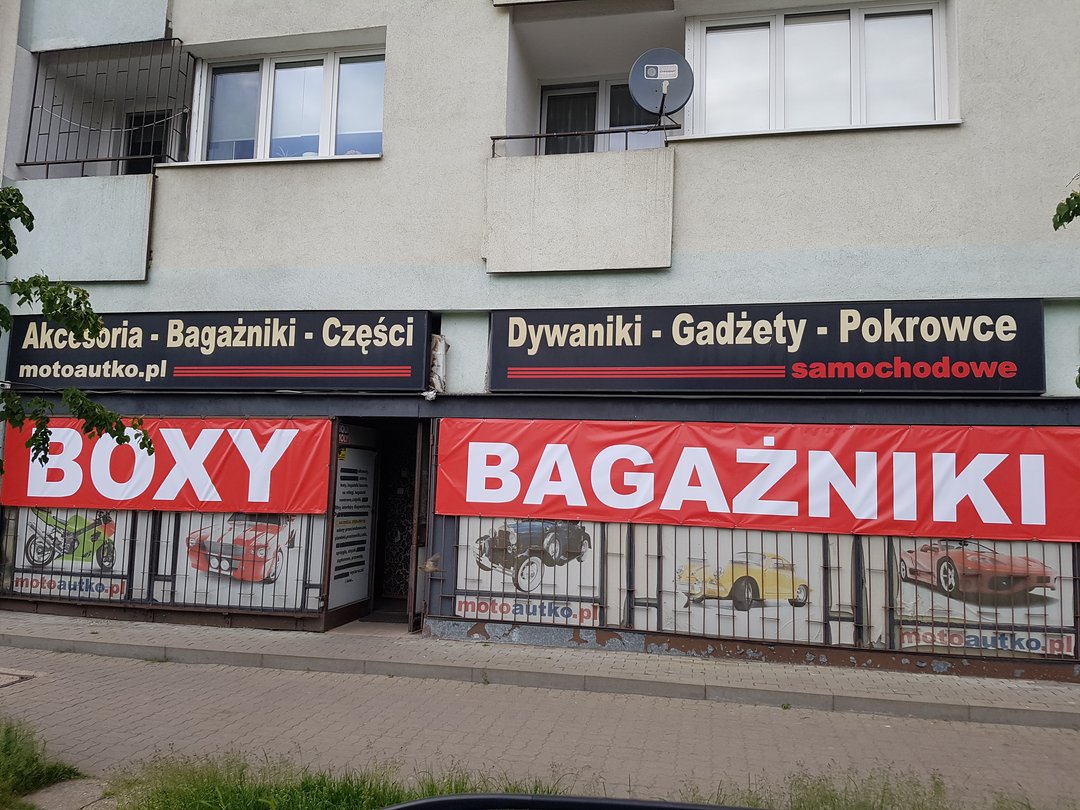 Akcesoria - Bagażniki - Części
motoautko.pl
Dywaniki - Gadżety - Pokrowce
samochodowe
BOXY
BAGAŻNIKI
motoautko.pl
motoautko.pl
motoautko.pl